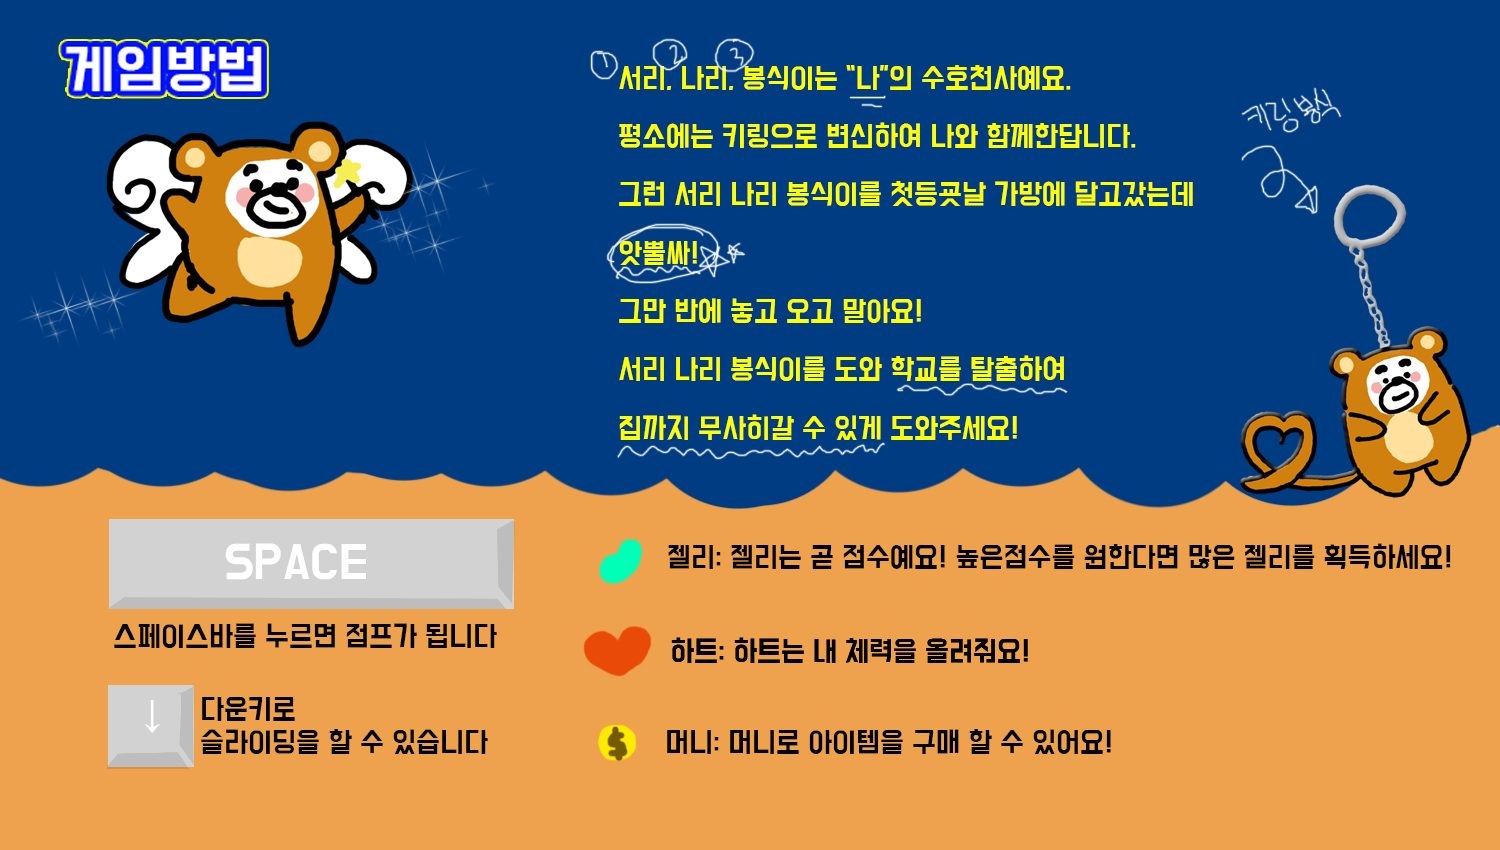 게임방법
① ② ③
서리, 나리, 봉식이는 "나"의 수호천사예요.
평소에는 키링으로 변신하여 나와 함께한답니다.
그런 서리 나리 봉식이를 첫등굣날 가방에 달고갔는데
앗뿔싸!
그만 반에 놓고 오고 말아요!
서리 나리 봉식이를 도와 학교를 탈출하여
집까지 무사히갈 수 있게 도와주세요!
키링봉식
SPACE
스페이스바를 누르면 점프가 됩니다
↓
다운키로
슬라이딩을 할 수 있습니다
젤리: 젤리는 곧 점수예요! 높은점수를 원한다면 많은 젤리를 획득하세요!
하트: 하트는 내 체력을 올려줘요!
$
머니: 머니로 아이템을 구매 할 수 있어요!